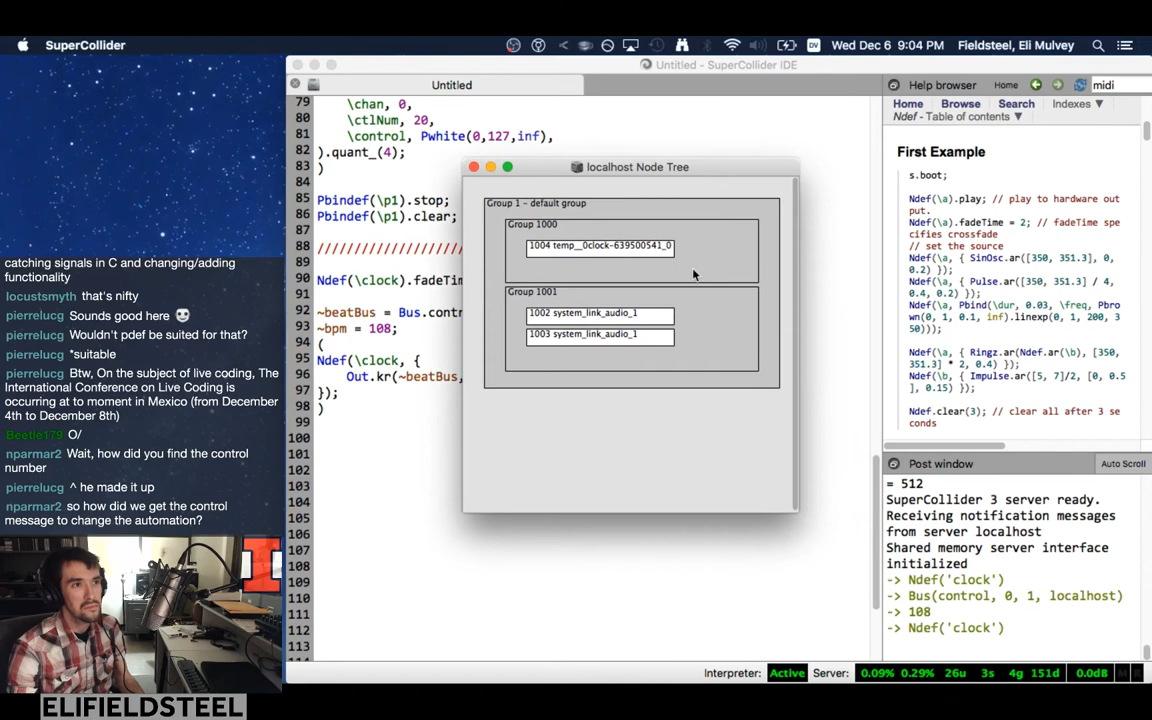 SuperCollider
DV
Wed Dec 6 9:04 PM
Fieldsteel, Eli Mulvey
Untitled - SuperCollider IDE
Untitled
79 \chan, 0,
80 \ctlNum, 20,
81 \control, Pwhite(0,127,inf),
82 ).quant_(4);
83 )
84
85 Pbindef(\p1).stop;
86 Pbindef(\p1).clear;
87
88 /////////////////
89
90 Ndef(\clock).fadeTim
91
92 ~beatBus = Bus.contr
93 ~bpm = 108;
94 (
95 Ndef(\clock, {
96 Out.kr(~beatBus,
97 });
98 )
99
100
101
102
103
104
105
106
107
108
109
110
111
112
113
localhost Node Tree
Group 1 - default group
Group 1000
1004 temp__0clock-639500541_0
Group 1001
1002 system_link_audio_1
1003 system_link_audio_1
Help browser
Home
midi
Home Browse Search Indexes ▼
Ndef - Table of contents ▼
First Example
s.boot;
Ndef(\a).play; // play to hardware out
put.
Ndef(\a).fadeTime = 2; // fadeTime spe
cifies crossfade
// set the source
Ndef(\a, { SinOsc.ar([350, 351.3], 0,
0.2) });
Ndef(\a, { Pulse.ar([350, 351.3] / 4,
0.4, 0.2) });
Ndef(\a, Pbind(\dur, 0.03, \freq, Pbro
wn(0, 1, 0.1, inf).linexp(0, 1, 200, 3
50)));
Ndef(\a, { Ringz.ar(Ndef.ar(\b), [350,
351.3] * 2, 0.4) });
Ndef(\b, { Impulse.ar([5, 7]/2, [0, 0.5
], 0.15) });
Ndef.clear(3); // clear all after 3 se
conds
Post window
Auto Scroll
= 512
SuperCollider 3 server ready.
Receiving notification messages
from server localhost
Shared memory server interface
initialized
-> Ndef('clock')
-> Bus(control, 0, 1, localhost)
-> 108
-> Ndef('clock')
Interpreter: Active Server: 0.09% 0.29% 26u 3s 4g 151d 0.0dB M R
catching signals in C and changing/adding
functionality
locustsmyth that's nifty
pierrelucg Sounds good here
pierrelucg Wouldn't pdef be suited for that?
pierrelucg *suitable
pierrelucg Btw, On the subject of live coding, The
International Conference on Live Coding is
occurring at to moment in Mexico (from December
4th to December 8th)
Beetle179 O/
nparmar2 Wait, how did you find the control
number
pierrelucg ^ he made it up
nparmar2 so how did we get the control
message to change the automation?
ELIFIELDSTEEL